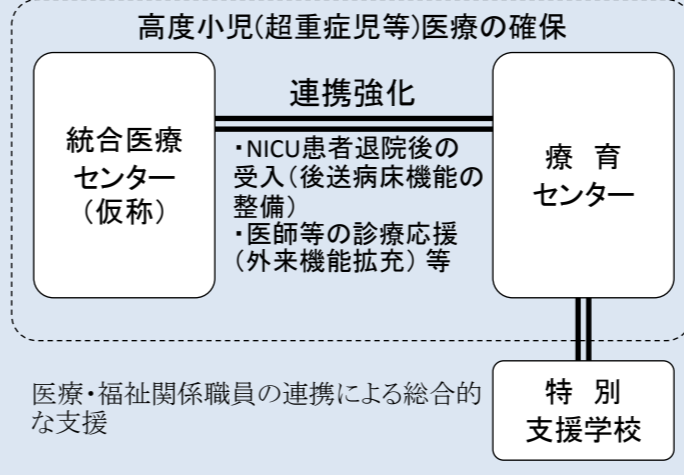 高度小児(超重症児等)医療の確保
統合医療
センター
(仮称)
連携強化
・NICU患者退院後の
受入(後送病床機能の
整備)
・医師等の診療応援
(外来機能拡充)等
療 育
センター
医療・福祉関係職員の連携による総合的
な支援
特 別
支援学校